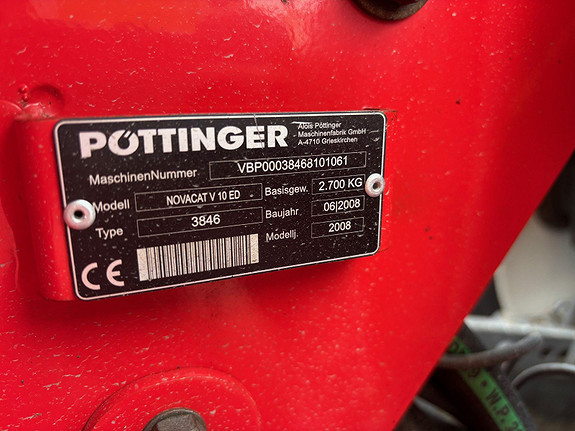 PÖTTINGER
Alois Pöttinger
Maschinenfabrik GmbH
A-4710 Grieskirchen
MaschinenNummer VBP00038468101061
Modell NOVACAT V 10 ED Basisgew. 2.700 KG
Type 3846 Baujahr 06|2008
Modellj. 2008
CE
W.P. 2